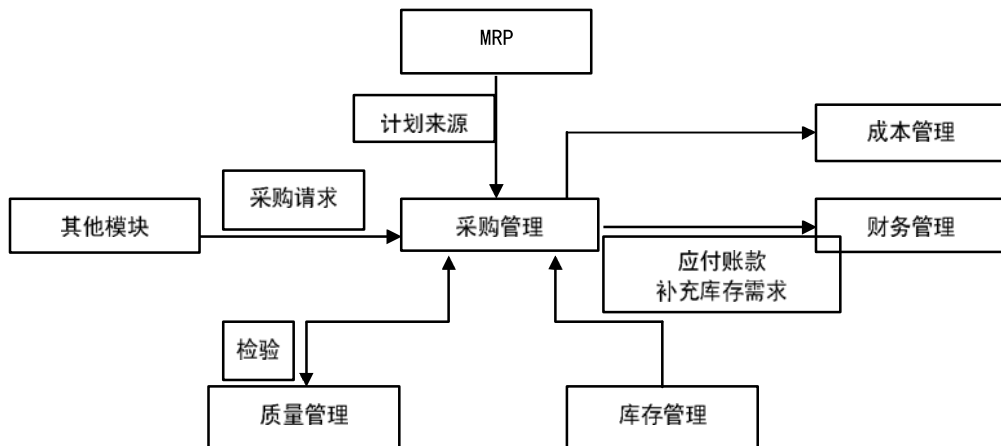 MRP
计划来源
成本管理
采购请求
其他模块
采购管理
财务管理
应付账款
补充库存需求
检验
质量管理
库存管理